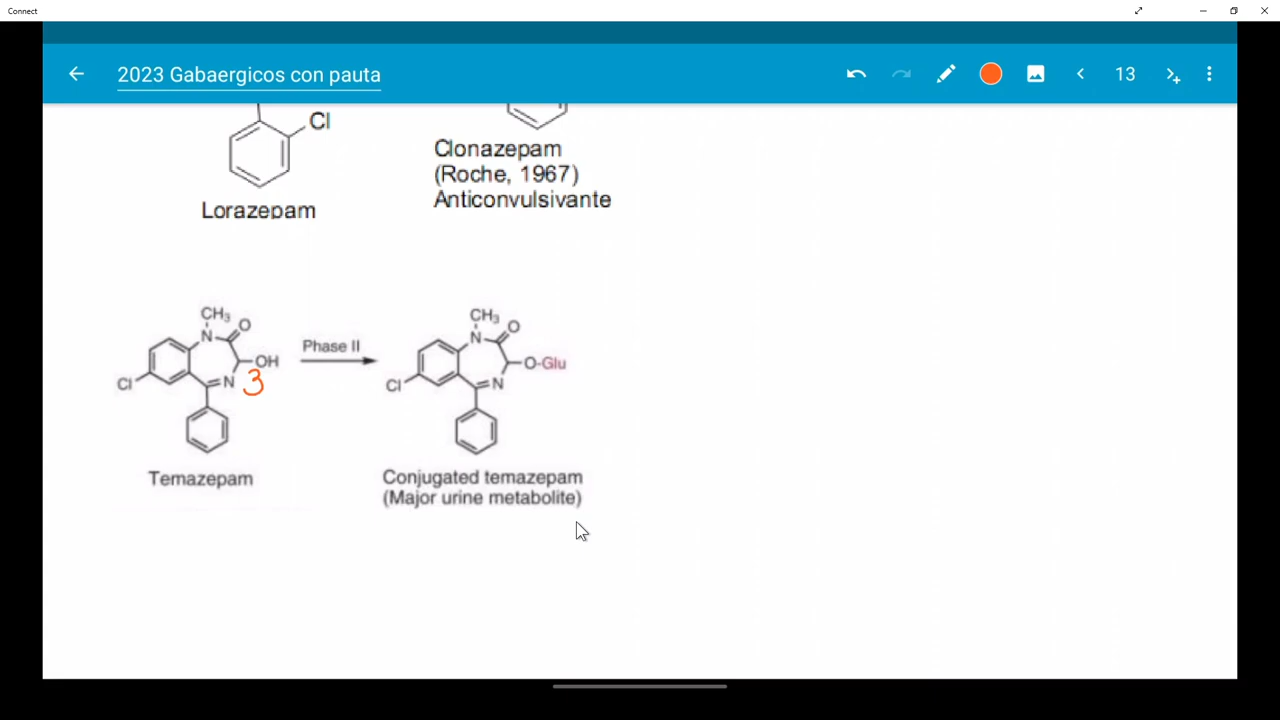 Connect
2023 Gabaergicos con pauta
13
Cl
Lorazepam
Clonazepam
(Roche, 1967)
Anticonvulsivante
CH3
N
O
OH
Cl
N
3
Temazepam
Phase II
CH3
N
O
O-Glu
Cl
N
Conjugated temazepam
(Major urine metabolite)